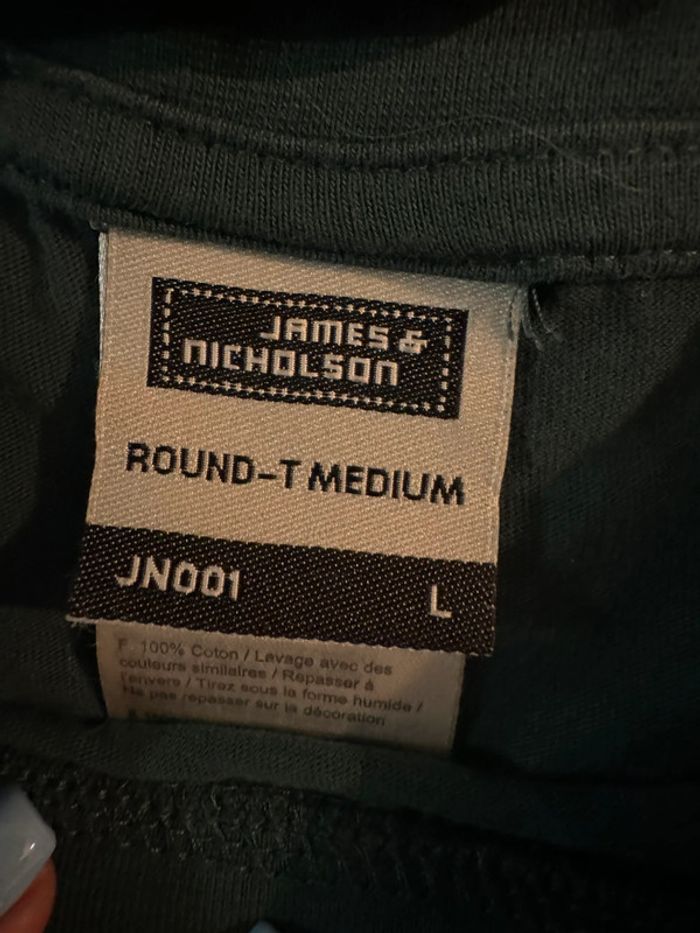 JAMES &
NICHOLSON
ROUND-T MEDIUM
JN001 L
F. 100% Coton / Lavage avec des
couleurs similaires / Repasser à
l'envers / Tirez sous la forme humide /
Na pas repasser sur la décoration